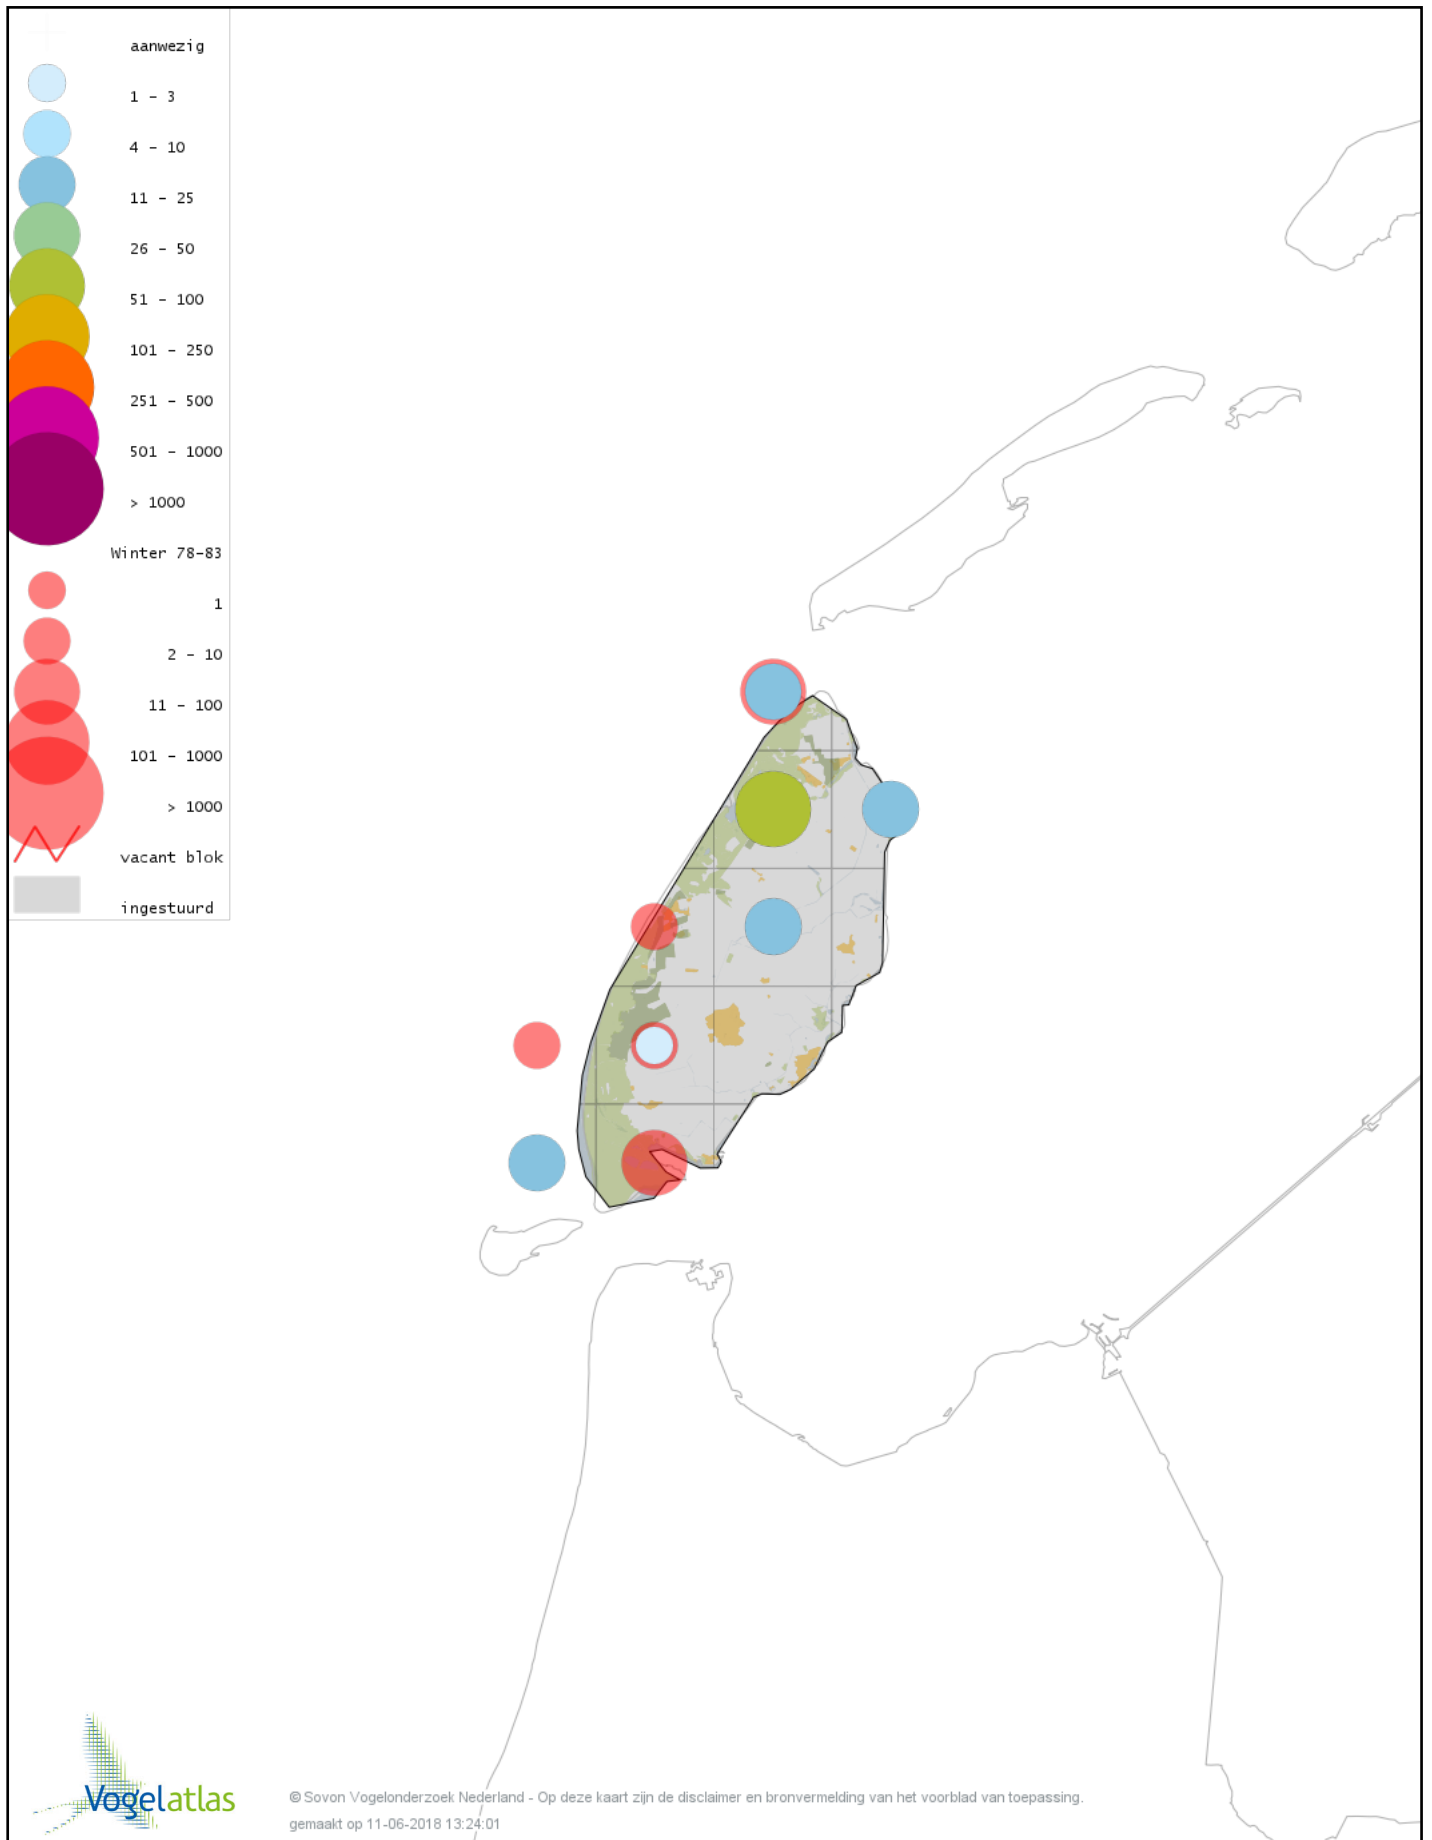 aanwezig
1 - 3
4 - 10
11 - 25
26 - 50
51 - 100
101 - 250
251 - 500
501 - 1000
> 1000
Winter 78-83
1
2 - 10
11 - 100
101 - 1000
> 1000
vacant blok
ingestuurd
Vogelatlas
© Sovon Vogelonderzoek Nederland - Op deze kaart zijn de disclaimer en bronvermelding van het voorblad van toepassing.
gemaakt op 11-06-2018 13:24:01